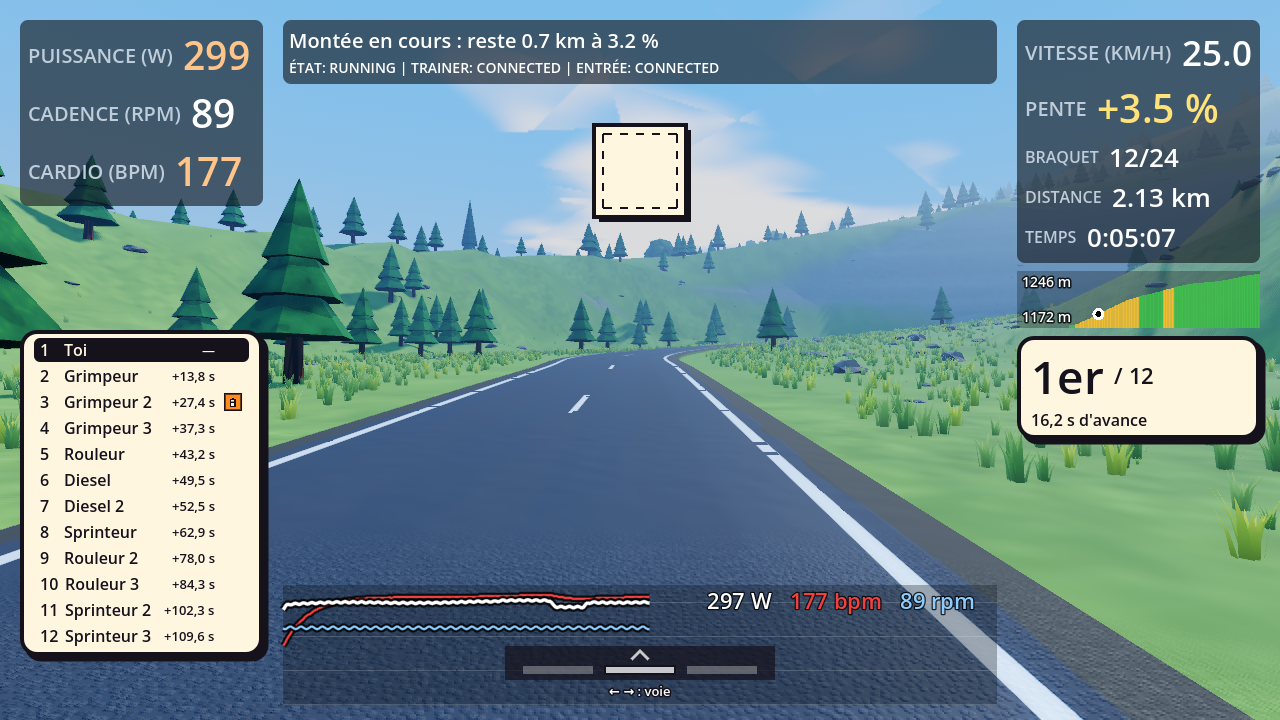 PUISSANCE (W) 299
CADENCE (RPM) 89
CARDIO (BPM) 177
Montée en cours : reste 0.7 km à 3.2 %
ÉTAT: RUNNING | TRAINER: CONNECTED | ENTRÉE: CONNECTED
VITESSE (KM/H) 25.0
PENTE +3.5 %
BRAQUET 12/24
DISTANCE 2.13 km
TEMPS 0:05:07
1246 m
1172 m
1er / 12
16,2 s d'avance
1 Toi —
2 Grimpeur +13,8 s
3 Grimpeur 2 +27,4 s
4 Grimpeur 3 +37,3 s
5 Rouleur +43,2 s
6 Diesel +49,5 s
7 Diesel 2 +52,5 s
8 Sprinteur +62,9 s
9 Rouleur 2 +78,0 s
10 Rouleur 3 +84,3 s
11 Sprinteur 2 +102,3 s
12 Sprinteur 3 +109,6 s
297 W 177 bpm 89 rpm
← → : voie